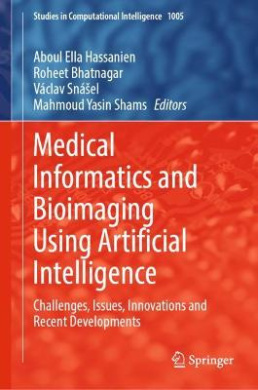 Studies in Computational Intelligence 1005
Aboul Ella Hassanien
Roheet Bhatnagar
Václav Snášel
Mahmoud Yasin Shams Editors
Medical
Informatics and
Bioimaging
Using Artificial
Intelligence
Challenges, Issues, Innovations and
Recent Developments
Springer